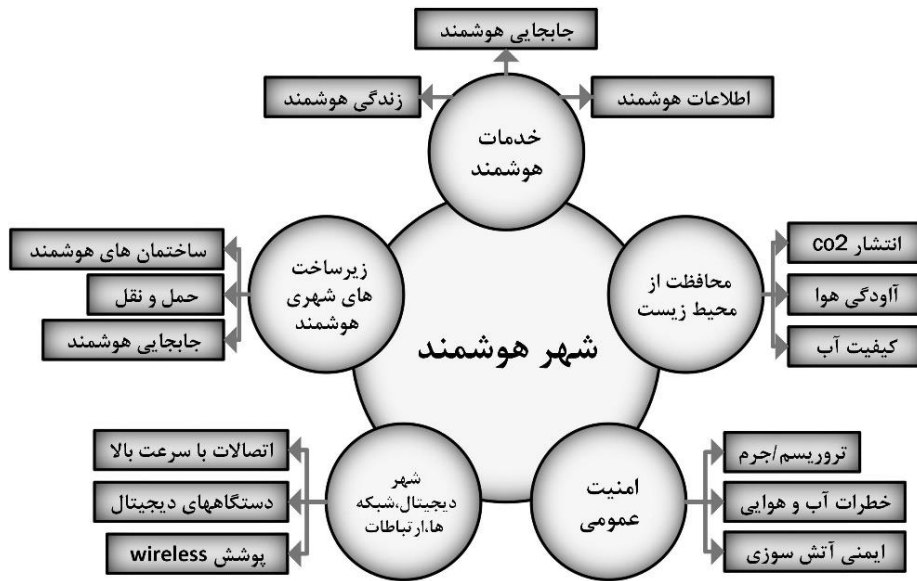 جابجایی هوشمند
اطلاعات هوشمند
زندگی هوشمند
خدمات
هوشمند
محافظت از
محیط زیست
انتشار co2
آاودگی هوا
کیفیت آب
زیرساخت
های شهری
هوشمند
ساختمان های هوشمند
حمل و نقل
جابجایی هوشمند
شهر هوشمند
امنیت
عمومی
تروریسم/جرم
خطرات آب و هوایی
ایمنی آتش سوزی
شهر
دیجیتال،شبکه
ها،ارتباطات
اتصالات با سرعت بالا
دستگاههای دیجیتال
پوشش wireless